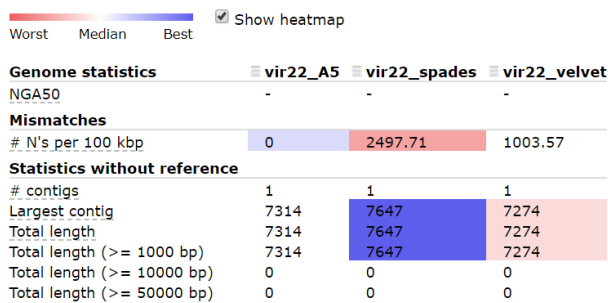 Show heatmap
Worst Median Best
Genome statistics vir22_A5 vir22_spades vir22_velvet
NGA50 - - -
Mismatches
# N's per 100 kbp 0 2497.71 1003.57
Statistics without reference
# contigs 1 1 1
Largest contig 7314 7647 7274
Total length 7314 7647 7274
Total length (>= 1000 bp) 7314 7647 7274
Total length (>= 10000 bp) 0 0 0
Total length (>= 50000 bp) 0 0 0